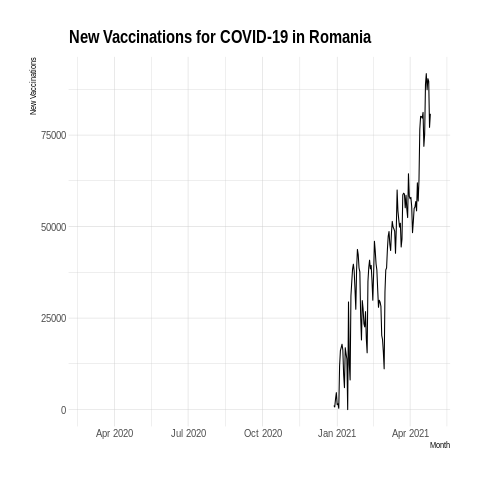 New Vaccinations for COVID-19 in Romania
New Vaccinations
75000
50000
25000
0
Apr 2020 Jul 2020 Oct 2020 Jan 2021 Apr 2021
Month